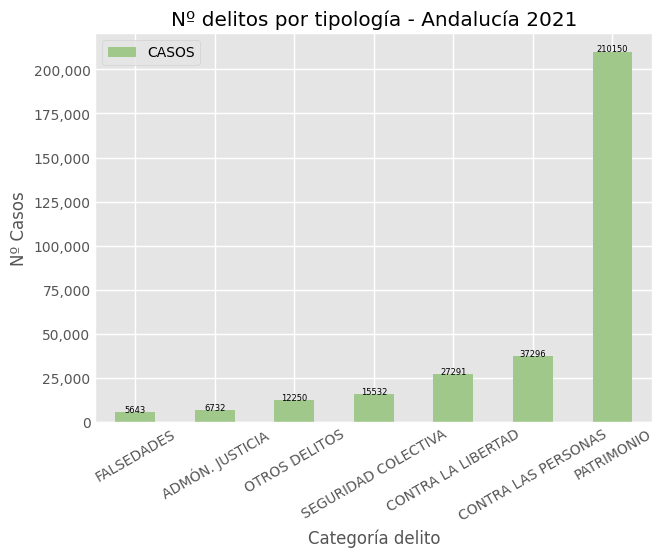 Nº delitos por tipología - Andalucía 2021
CASOS
210150
200,000
175,000
150,000
125,000
100,000
75,000
50,000
25,000
0
Nº Casos
5643
6732
12250
15532
27291
37296
FALSEDADES
ADMÓN. JUSTICIA
OTROS DELITOS
SEGURIDAD COLECTIVA
CONTRA LA LIBERTAD
CONTRA LAS PERSONAS
PATRIMONIO
Categoría delito